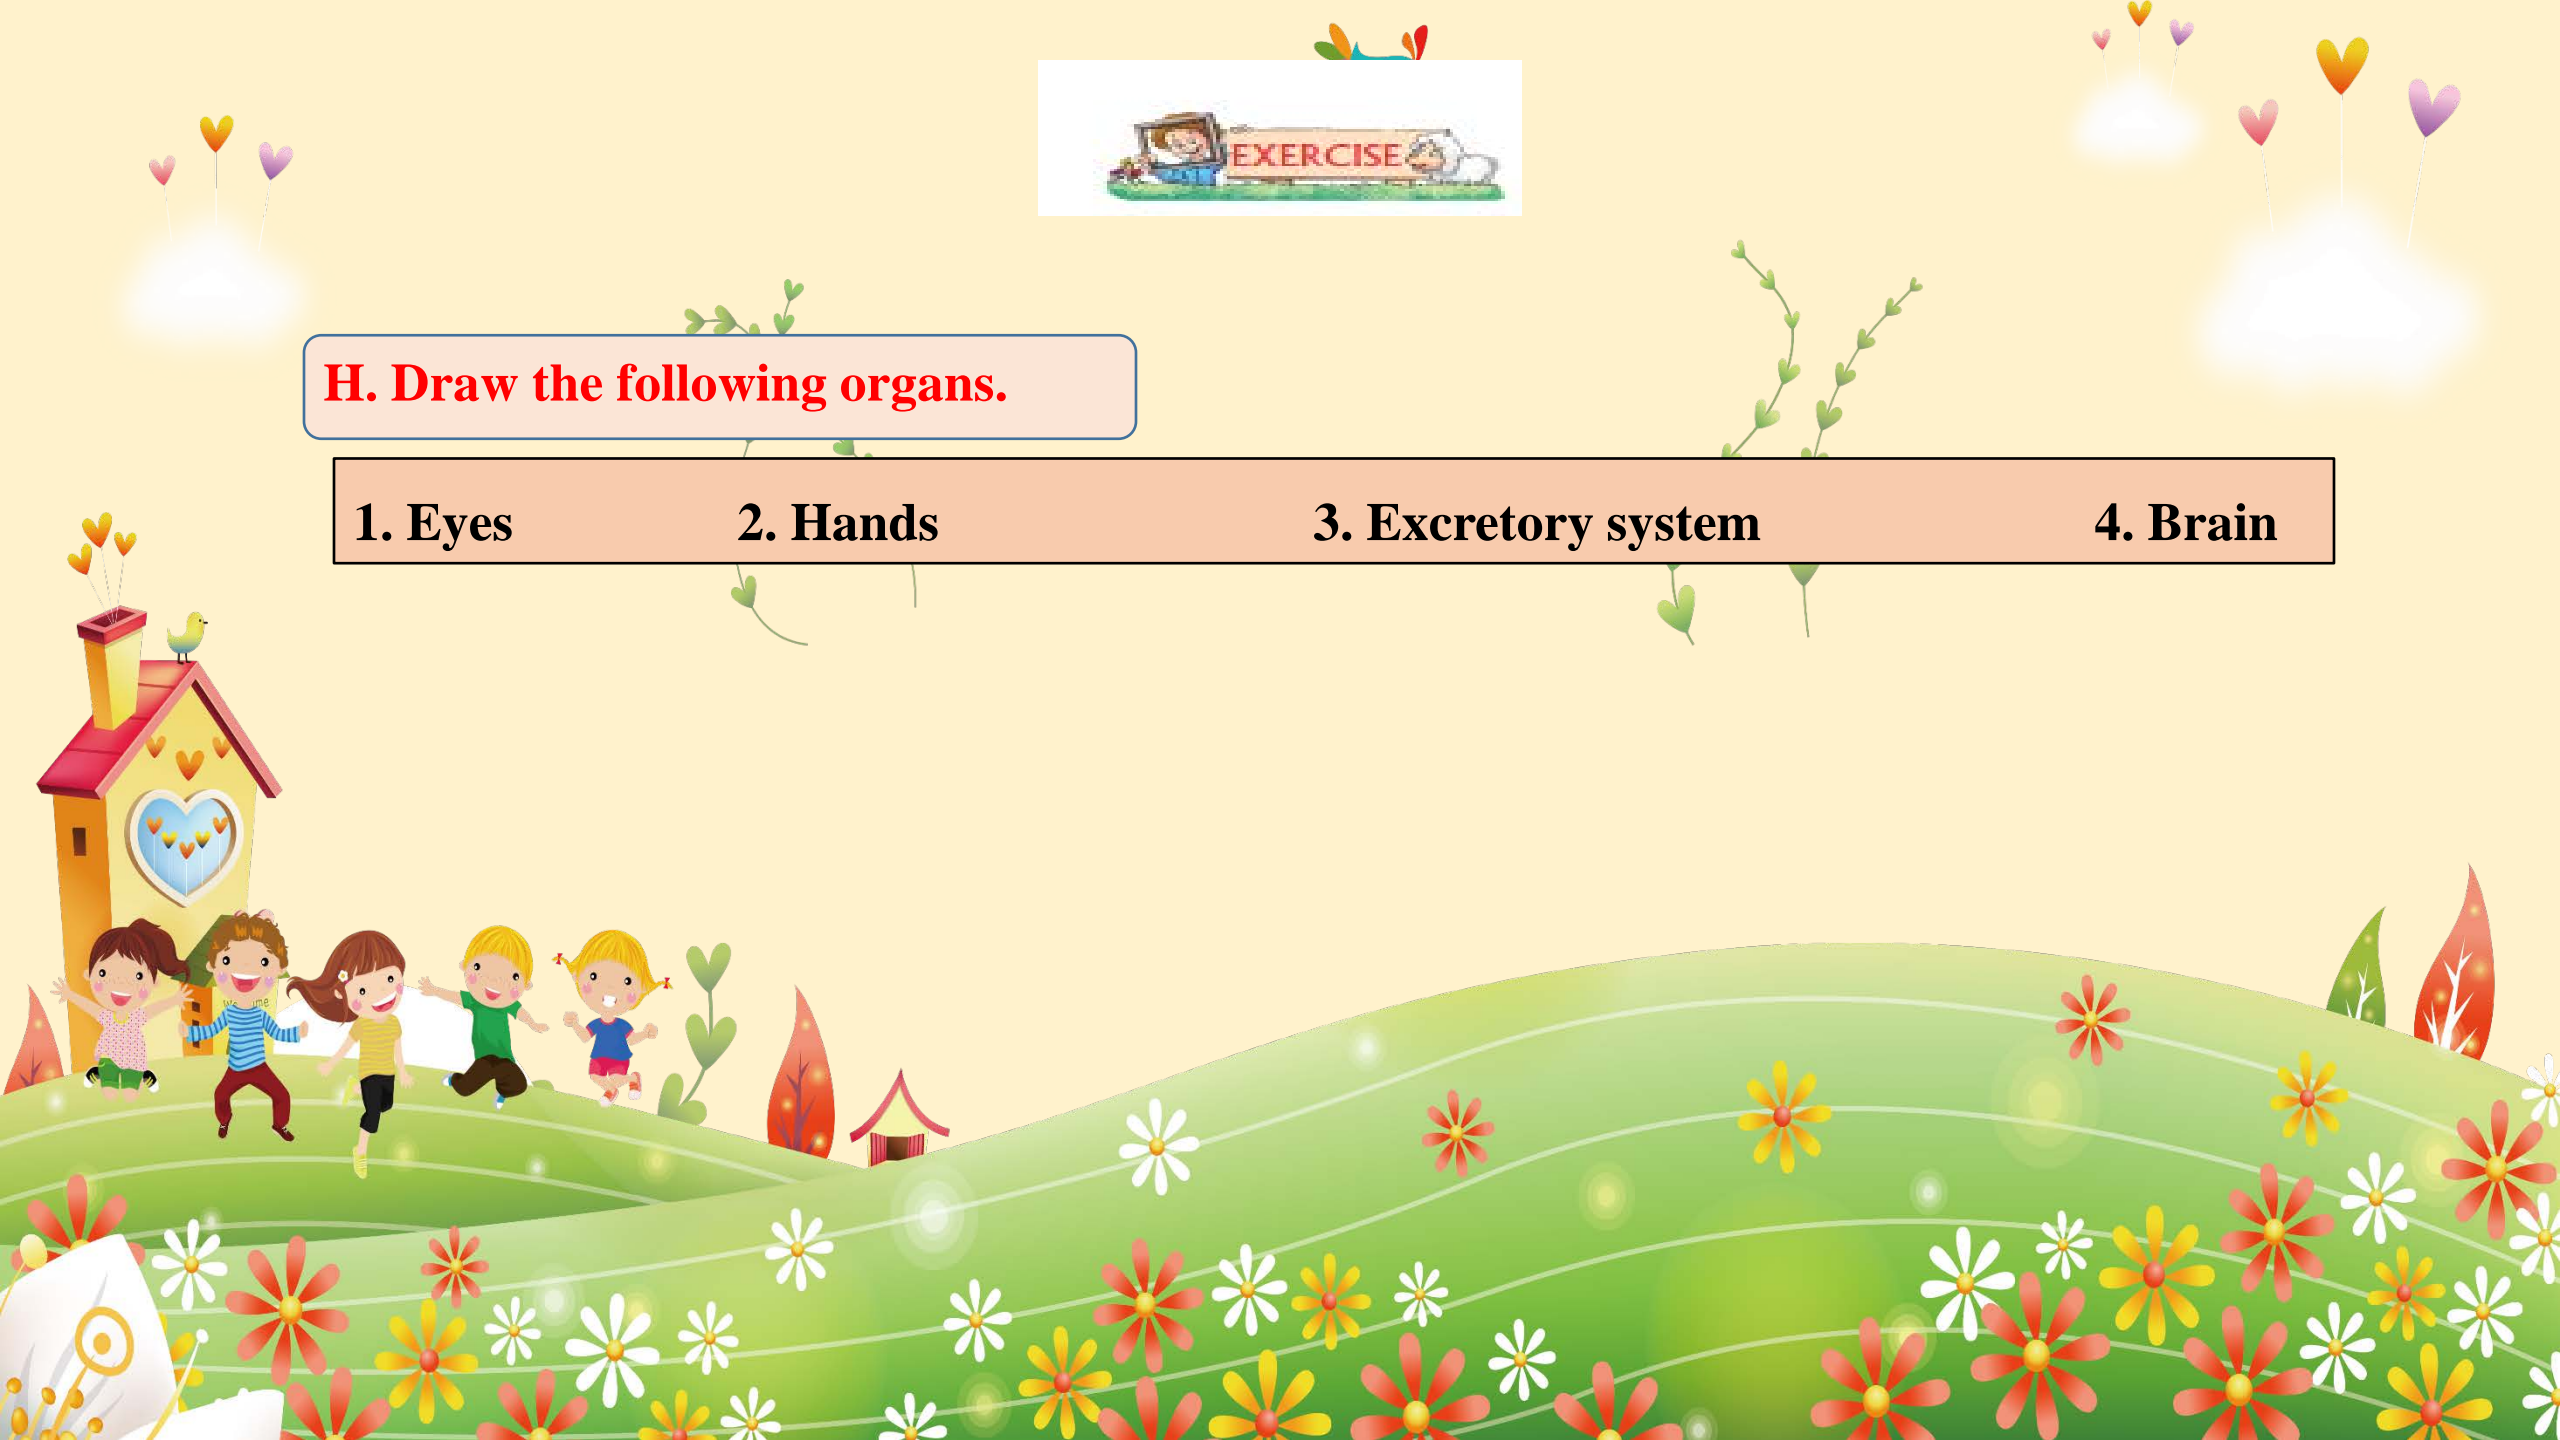 EXERCISE
H. Draw the following organs.
1. Eyes 2. Hands 3. Excretory system 4. Brain